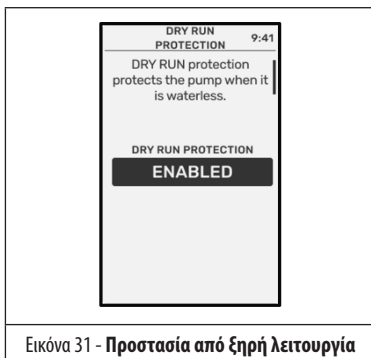 DRY RUN
PROTECTION
9:41
DRY RUN protection
protects the pump when it
is waterless.
DRY RUN PROTECTION
ENABLED
Εικόνα 31 - Προστασία από ξηρή λειτουργία